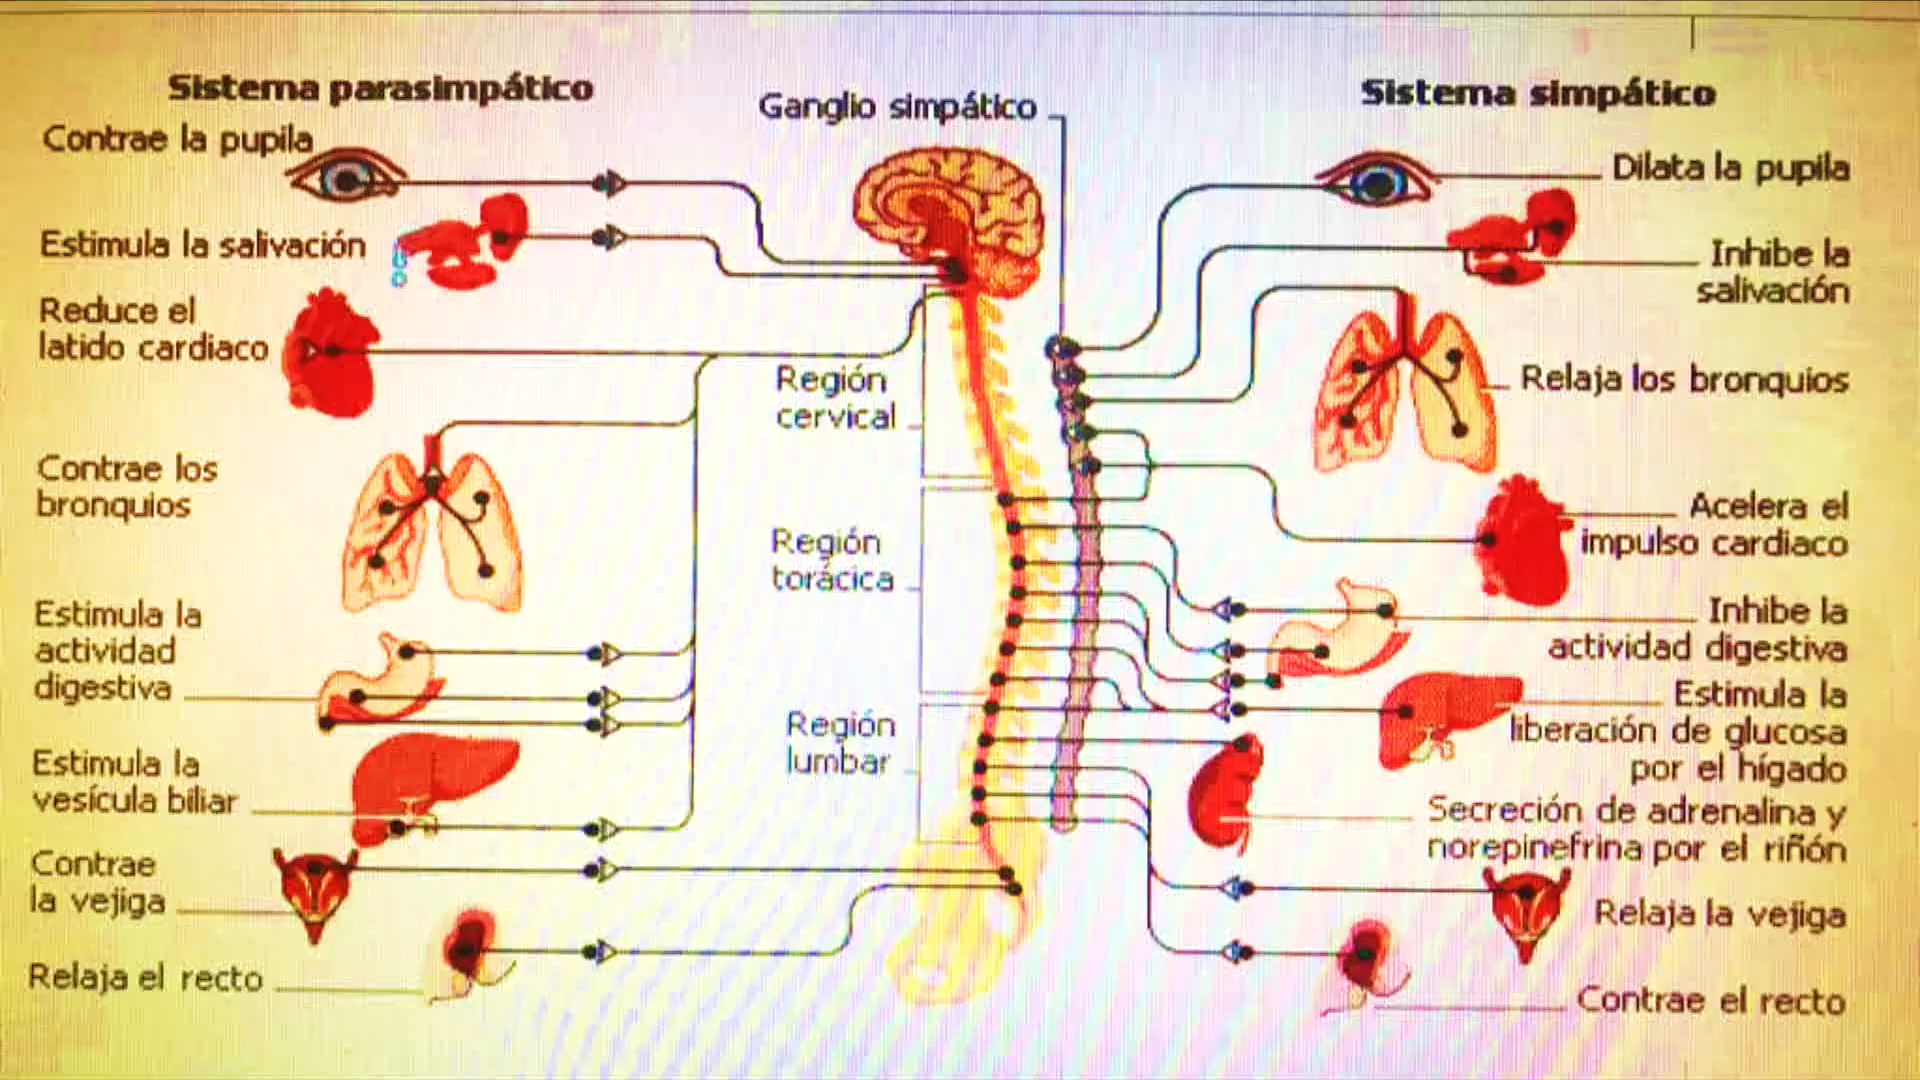 Sistema parasimpático
Contrae la pupila
Estimula la salivación
Reduce el
latido cardiaco
Contrae los
bronquios
Estimula la
actividad
digestiva
Estimula la
vesícula biliar
Contrae
la vejiga
Relaja el recto
Ganglio simpático
Región
cervical
Región
torácica
Región
lumbar
Sistema simpático
Dilata la pupila
Inhibe la
salivación
Relaja los bronquios
Acelera el
impulso cardiaco
Inhibe la
actividad digestiva
Estimula la
liberación de glucosa
por el hígado
Secreción de adrenalina y
norepinefrina por el riñón
Relaja la vejiga
Contrae el recto